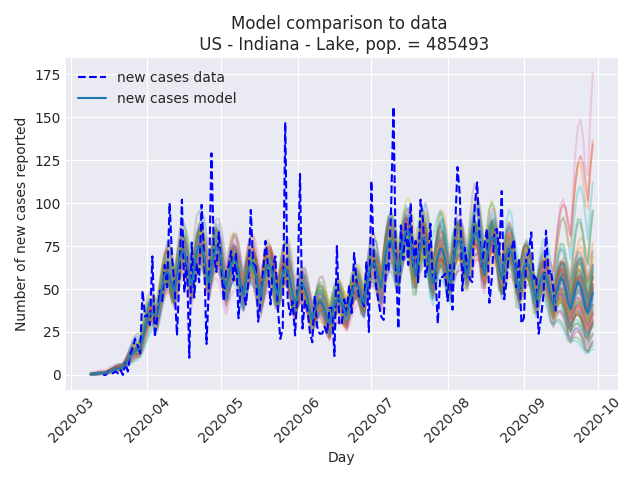 Model comparison to data
US - Indiana - Lake, pop. = 485493
new cases data
new cases model
Number of new cases reported
175
150
125
100
75
50
25
0
2020-03
2020-04
2020-05
2020-06
2020-07
2020-08
2020-09
2020-10
Day